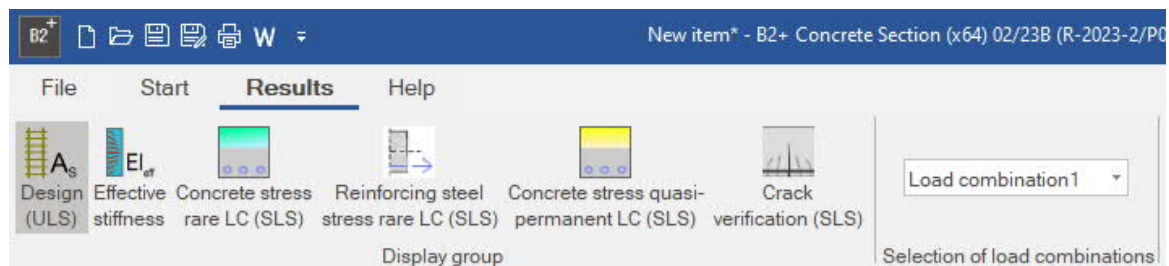 B2+ W New item* - B2+ Concrete Section (x64) 02/23B (R-2023-2/P0
File Start Results Help
As EIeff
Design Effective Concrete stress Reinforcing steel Concrete stress quasi- Crack Load combination1
(ULS) stiffness rare LC (SLS) stress rare LC (SLS) permanent LC (SLS) verification (SLS)
Display group Selection of load combinations